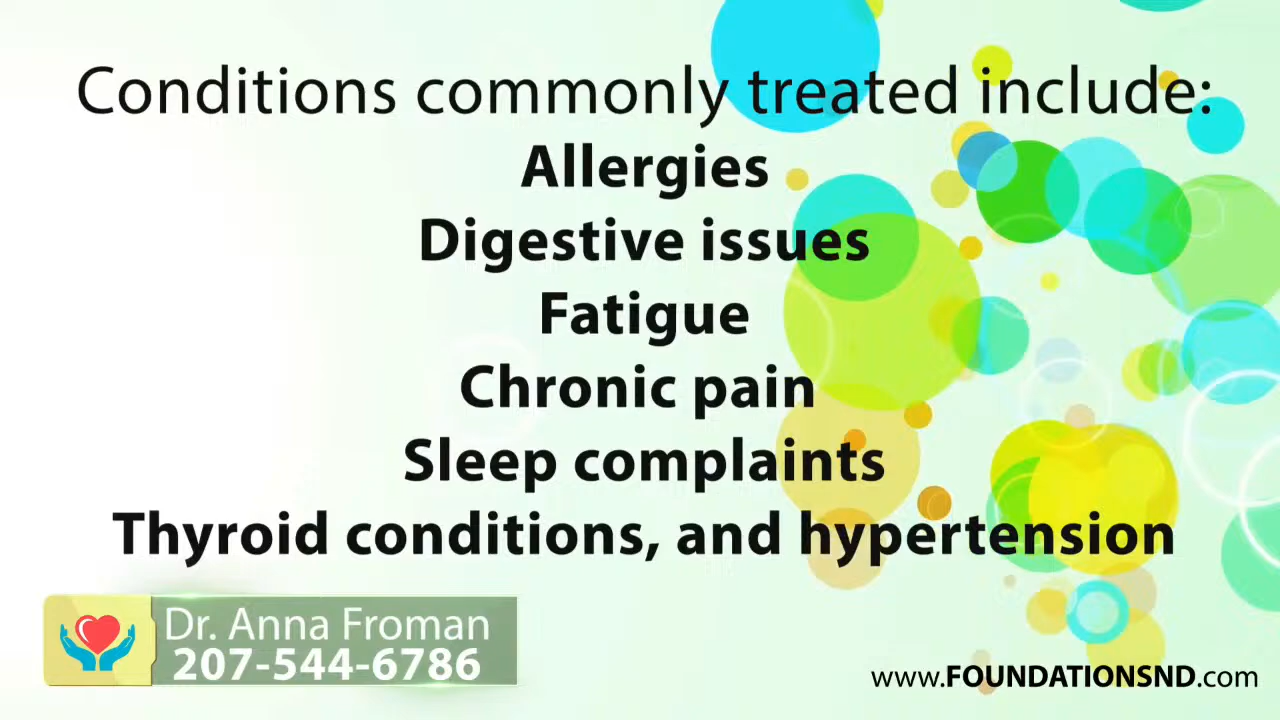 Conditions commonly treated include:
Allergies
Digestive issues
Fatigue
Chronic pain
Sleep complaints
Thyroid conditions, and hypertension
Dr. Anna Froman
207-544-6786
www.FOUNDATIONSND.com